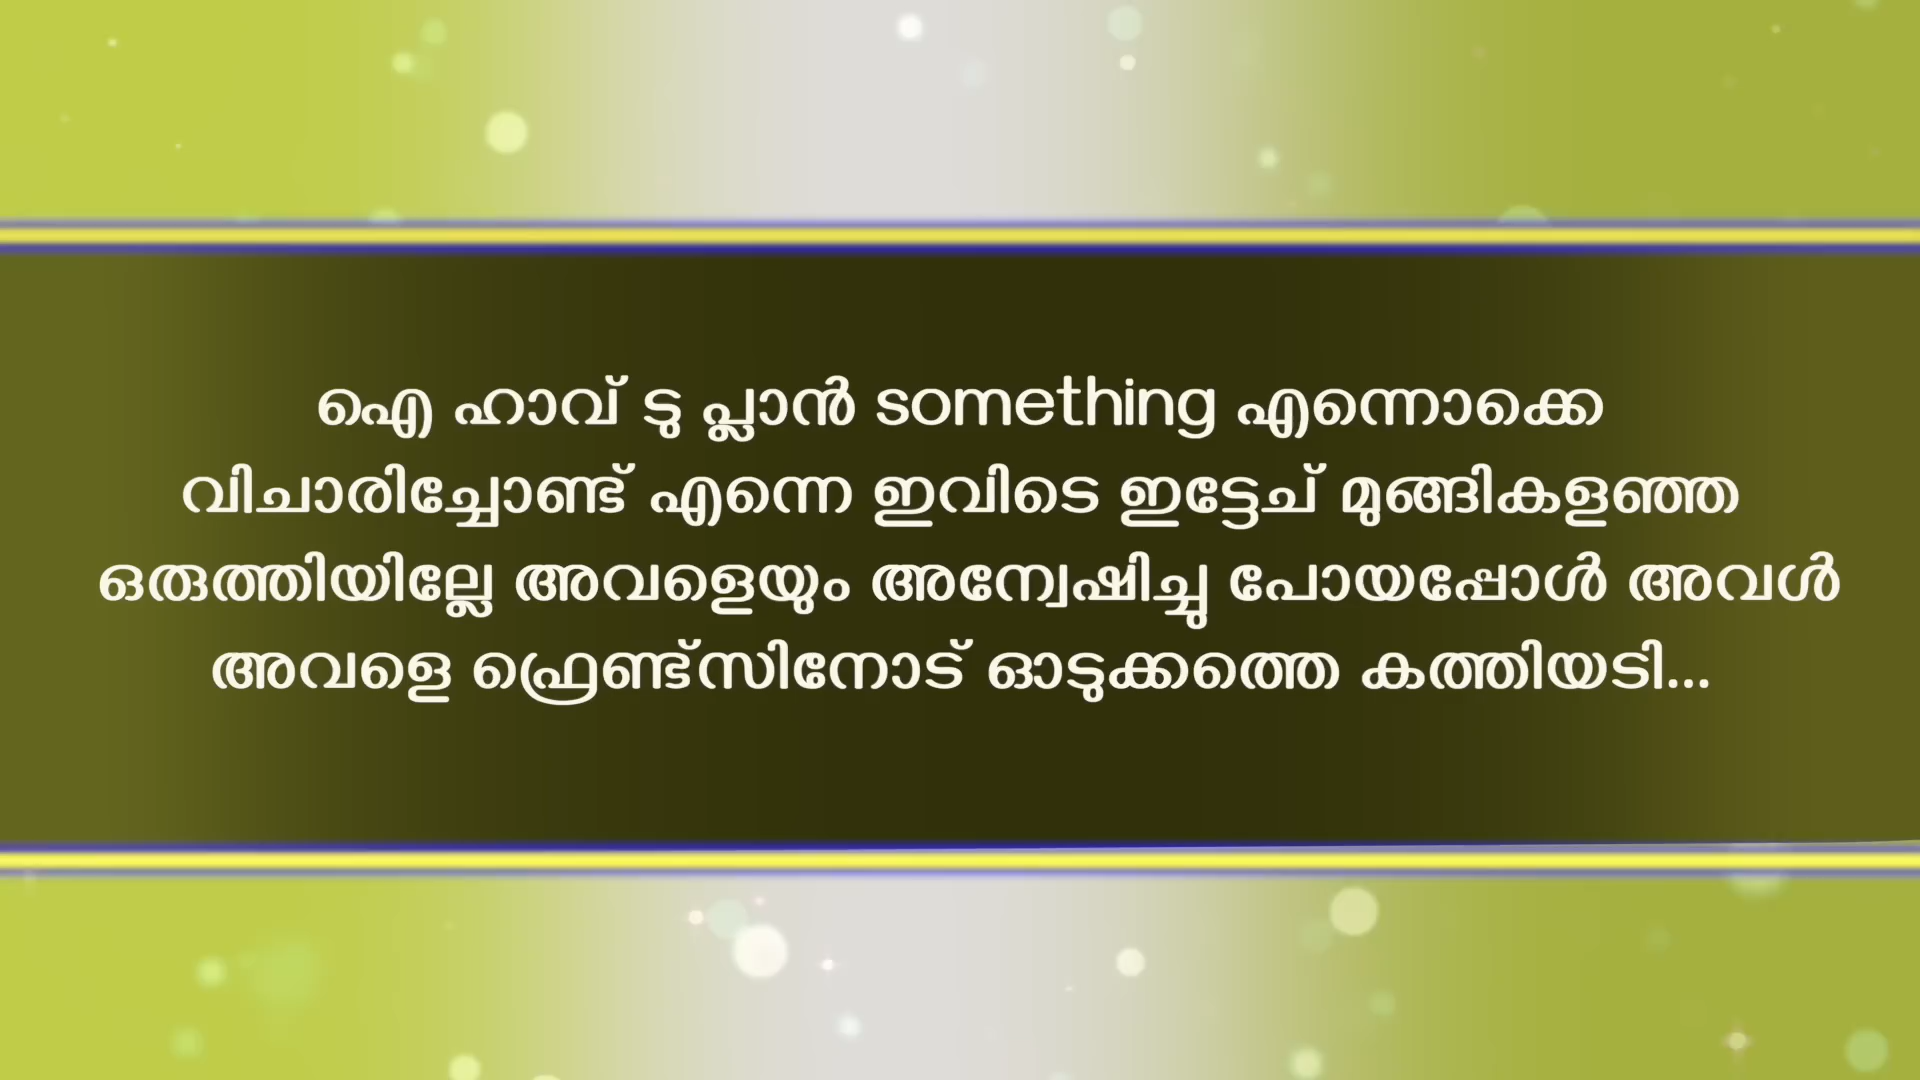 ഐ ഹാവ് ടു പ്ലാൻ something എന്നൊക്കെ
വിചാരിച്ചോണ്ട് എന്നെ ഇവിടെ ഇട്ടേച് മുങ്ങികളഞ്ഞ
ഒരുത്തിയില്ലേ അവളെയും അന്വേഷിച്ചു പോയപ്പോൾ അവൾ
അവളെ ഫ്രെണ്ട്സിനോട് ഓടുക്കത്തെ കത്തിയടി...